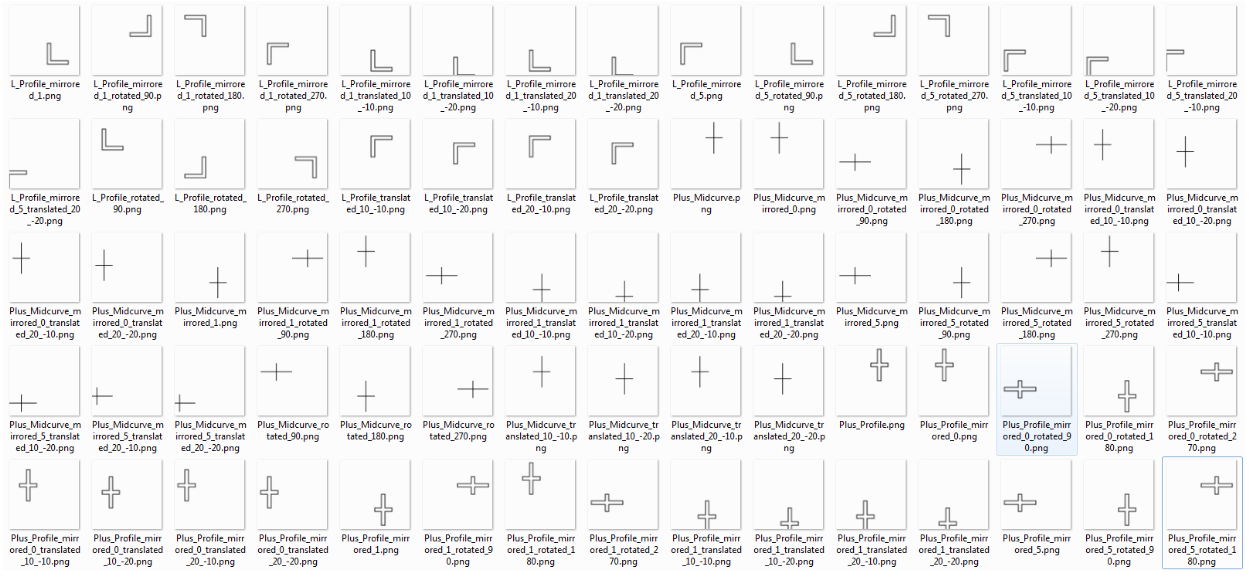 L_Profile_mirrore
d_1.png
L_Profile_mirrore
d_1_rotated_90.p
ng
L_Profile_mirrore
d_1_rotated_180.
png
L_Profile_mirrore
d_1_rotated_270.
png
L_Profile_mirrore
d_1_translated_10
_-10.png
L_Profile_mirrore
d_1_translated_10
_-20.png
L_Profile_mirrore
d_1_translated_20
_-10.png
L_Profile_mirrore
d_1_translated_20
_-20.png
L_Profile_mirrore
d_5.png
L_Profile_mirrore
d_5_rotated_90.p
ng
L_Profile_mirrore
d_5_rotated_180.
png
L_Profile_mirrore
d_5_rotated_270.
png
L_Profile_mirrore
d_5_translated_10
_-10.png
L_Profile_mirrore
d_5_translated_10
_-20.png
L_Profile_mirrore
d_5_translated_20
_-10.png
L_Profile_mirrore
d_5_translated_20
_-20.png
L_Profile_rotated_
90.png
L_Profile_rotated_
180.png
L_Profile_rotated_
270.png
L_Profile_translat
ed_10_-10.png
L_Profile_translat
ed_10_-20.png
L_Profile_translat
ed_20_-10.png
L_Profile_translat
ed_20_-20.png
Plus_Midcurve.p
ng
Plus_Midcurve_m
irrored_0.png
Plus_Midcurve_m
irrored_0_rotated
_90.png
Plus_Midcurve_m
irrored_0_rotated
_180.png
Plus_Midcurve_m
irrored_0_rotated
_270.png
Plus_Midcurve_m
irrored_0_translat
ed_10_-10.png
Plus_Midcurve_m
irrored_0_translat
ed_10_-20.png
Plus_Midcurve_m
irrored_0_translat
ed_20_-10.png
Plus_Midcurve_m
irrored_0_translat
ed_20_-20.png
Plus_Midcurve_m
irrored_1.png
Plus_Midcurve_m
irrored_1_rotated
_90.png
Plus_Midcurve_m
irrored_1_rotated
_180.png
Plus_Midcurve_m
irrored_1_rotated
_270.png
Plus_Midcurve_m
irrored_1_translat
ed_10_-10.png
Plus_Midcurve_m
irrored_1_translat
ed_10_-20.png
Plus_Midcurve_m
irrored_1_translat
ed_20_-10.png
Plus_Midcurve_m
irrored_1_translat
ed_20_-20.png
Plus_Midcurve_m
irrored_5.png
Plus_Midcurve_m
irrored_5_rotated
_90.png
Plus_Midcurve_m
irrored_5_rotated
_180.png
Plus_Midcurve_m
irrored_5_rotated
_270.png
Plus_Midcurve_m
irrored_5_translat
ed_10_-10.png
Plus_Midcurve_m
irrored_5_translat
ed_10_-20.png
Plus_Midcurve_m
irrored_5_translat
ed_20_-10.png
Plus_Midcurve_m
irrored_5_translat
ed_20_-20.png
Plus_Midcurve_ro
tated_90.png
Plus_Midcurve_ro
tated_180.png
Plus_Midcurve_ro
tated_270.png
Plus_Midcurve_tr
anslated_10_-10.p
ng
Plus_Midcurve_tr
anslated_10_-20.p
ng
Plus_Midcurve_tr
anslated_20_-10.p
ng
Plus_Midcurve_tr
anslated_20_-20.p
ng
Plus_Profile.png
Plus_Profile_mirr
ored_0.png
Plus_Profile_mirr
ored_0_rotated_9
0.png
Plus_Profile_mirr
ored_0_rotated_1
80.png
Plus_Profile_mirr
ored_0_rotated_2
70.png
Plus_Profile_mirr
ored_0_translated
_10_-10.png
Plus_Profile_mirr
ored_0_translated
_10_-20.png
Plus_Profile_mirr
ored_0_translated
_20_-10.png
Plus_Profile_mirr
ored_0_translated
_20_-20.png
Plus_Profile_mirr
ored_1.png
Plus_Profile_mirr
ored_1_rotated_9
0.png
Plus_Profile_mirr
ored_1_rotated_1
80.png
Plus_Profile_mirr
ored_1_rotated_2
70.png
Plus_Profile_mirr
ored_1_translated
_10_-10.png
Plus_Profile_mirr
ored_1_translated
_10_-20.png
Plus_Profile_mirr
ored_1_translated
_20_-10.png
Plus_Profile_mirr
ored_1_translated
_20_-20.png
Plus_Profile_mirr
ored_5.png
Plus_Profile_mirr
ored_5_rotated_9
0.png
Plus_Profile_mirr
ored_5_rotated_1
80.png